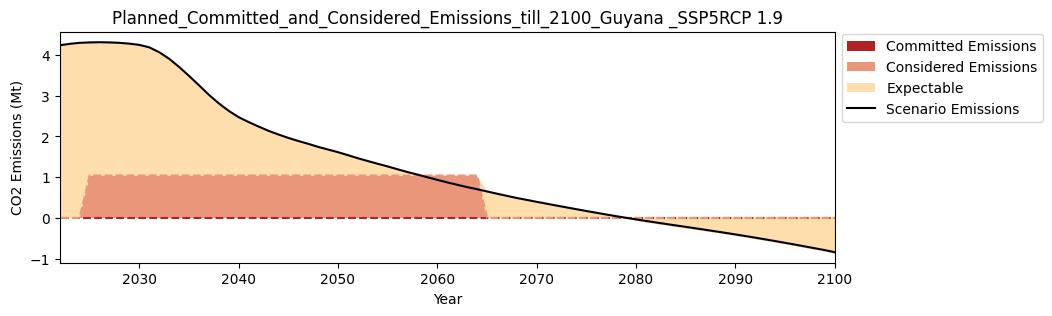 Planned_Committed_and_Considered_Emissions_till_2100_Guyana _SSP5RCP 1.9
CO2 Emissions (Mt)
4
3
2
1
0
−1
2030 2040 2050 2060 2070 2080 2090 2100
Year
Committed Emissions
Considered Emissions
Expectable
Scenario Emissions